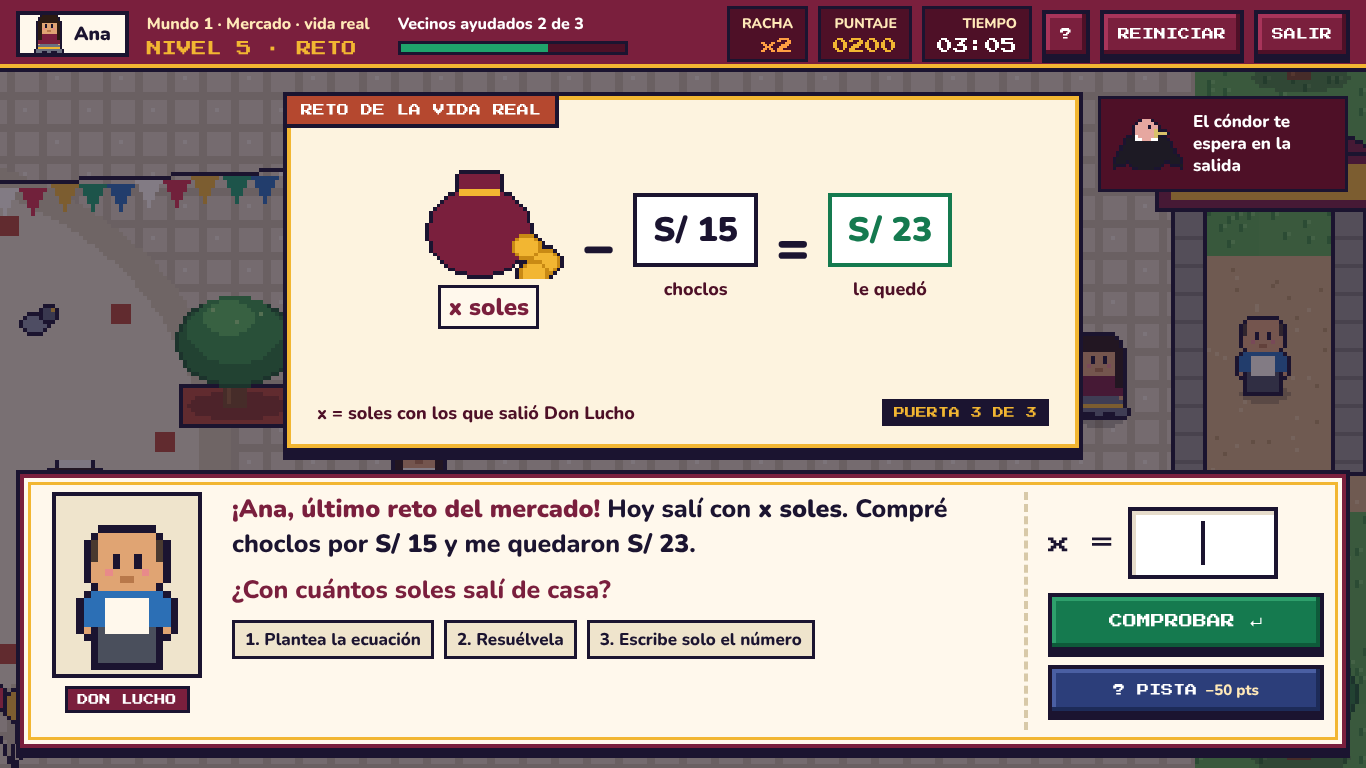 Ana
Mundo 1 · Mercado · vida real
NIVEL 5 · RETO
Vecinos ayudados 2 de 3
RACHA
x2
PUNTAJE
0200
TIEMPO
03:05
?
REINICIAR
SALIR
RETO DE LA VIDA REAL
El cóndor te
espera en la
salida
x soles
–
S/ 15
choclos
=
S/ 23
le quedó
x = soles con los que salió Don Lucho
PUERTA 3 DE 3
¡Ana, último reto del mercado! Hoy salí con x soles. Compré
choclos por S/ 15 y me quedaron S/ 23.
¿Con cuántos soles salí de casa?
1. Plantea la ecuación
2. Resuélvela
3. Escribe solo el número
DON LUCHO
x =
COMPROBAR ↵
? PISTA –50 pts